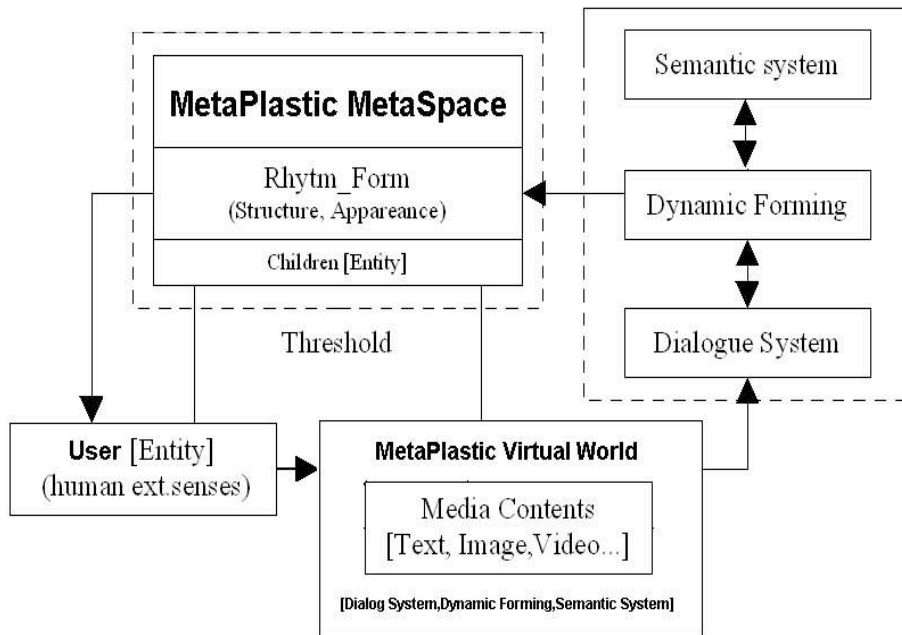 MetaPlastic MetaSpace
Rhytm_Form
(Structure, Appareance)
Children [Entity]
Threshold
Semantic system
Dynamic Forming
Dialogue System
User [Entity]
(human ext.senses)
MetaPlastic Virtual World
Media Contents
[Text, Image,Video...]
[Dialog System,Dynamic Forming,Semantic System]